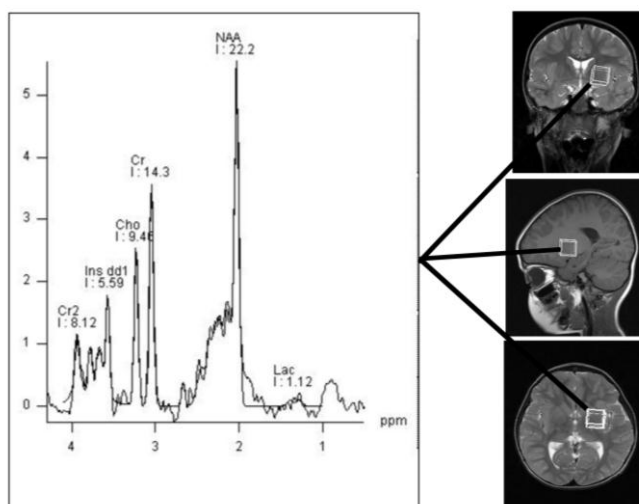 NAA
I : 22.2
5
Cr
I : 14.3
4
Cho
I : 9.46
3
Ins dd1
I : 5.59
2
Cr2
I : 8.12
1
Lac
I : 1.12
0
ppm
4
3
2
1